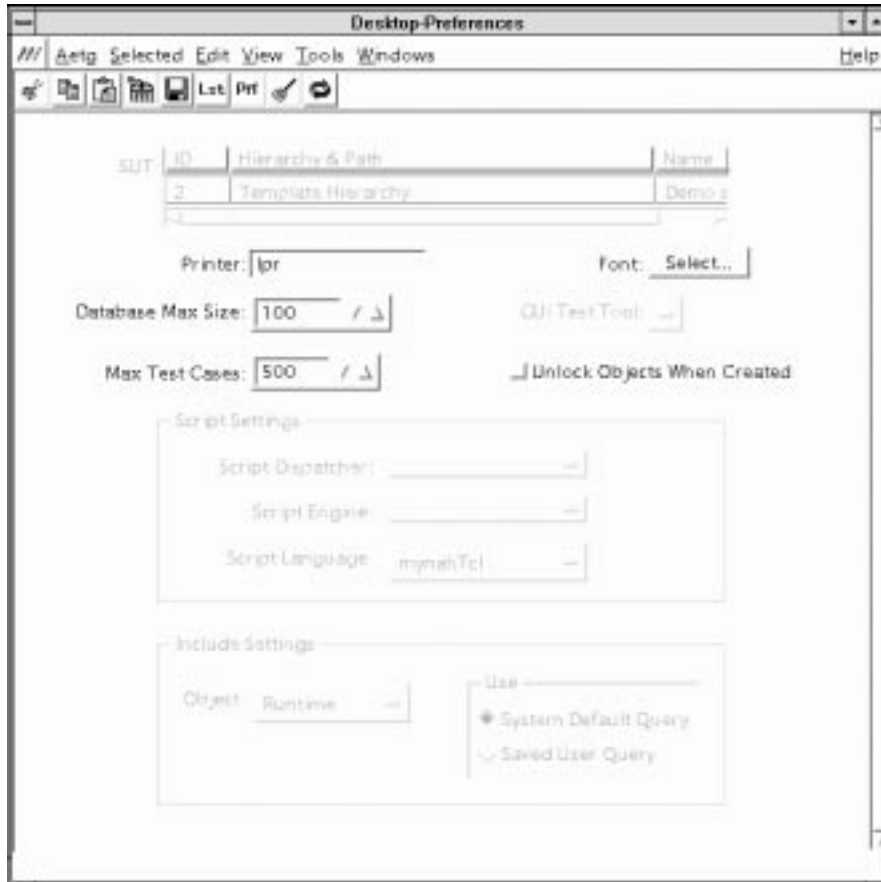 Desktop-Preferences
Aetg Selected Edit View Tools Windows Help
Lst Prf
SUT ID Hierarchy & Path Name
2 Template Hierarchy Demo s
Printer: lpr Font: Select...
Database Max Size: 100 GUI Test Tool:
Max Test Cases: 500 Unlock Objects When Created
Script Settings
Script Dispatcher:
Script Engine:
Script Language: mynahTcl
Include Settings
Object: Runtime Use
System Default Query
Saved User Query